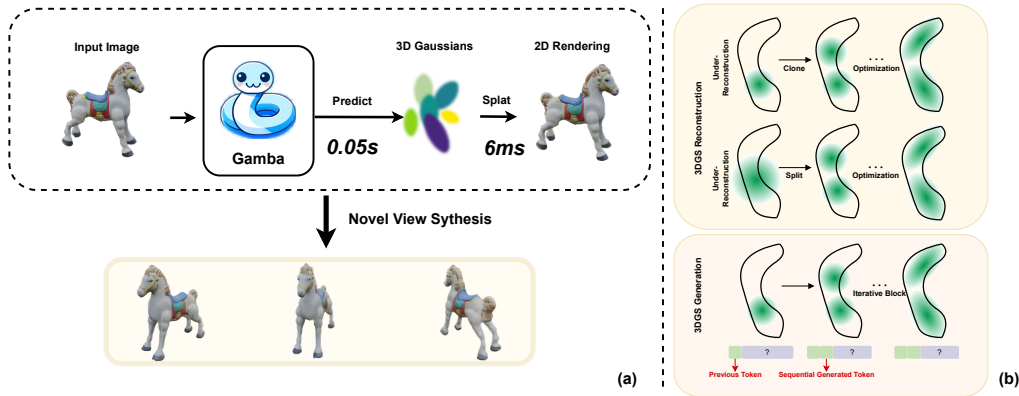 Input Image
Gamba
Predict
0.05s
3D Gaussians
Splat
6ms
2D Rendering
Novel View Sythesis
(a)
3DGS Reconstruction
Under-
Reconstruction
Clone
...
Optimization
Under-
Reconstruction
Split
...
Optimization
3DGS Generation
...
Iterative Block
?
?
?
Previous Token
Sequential Generated Token
(b)